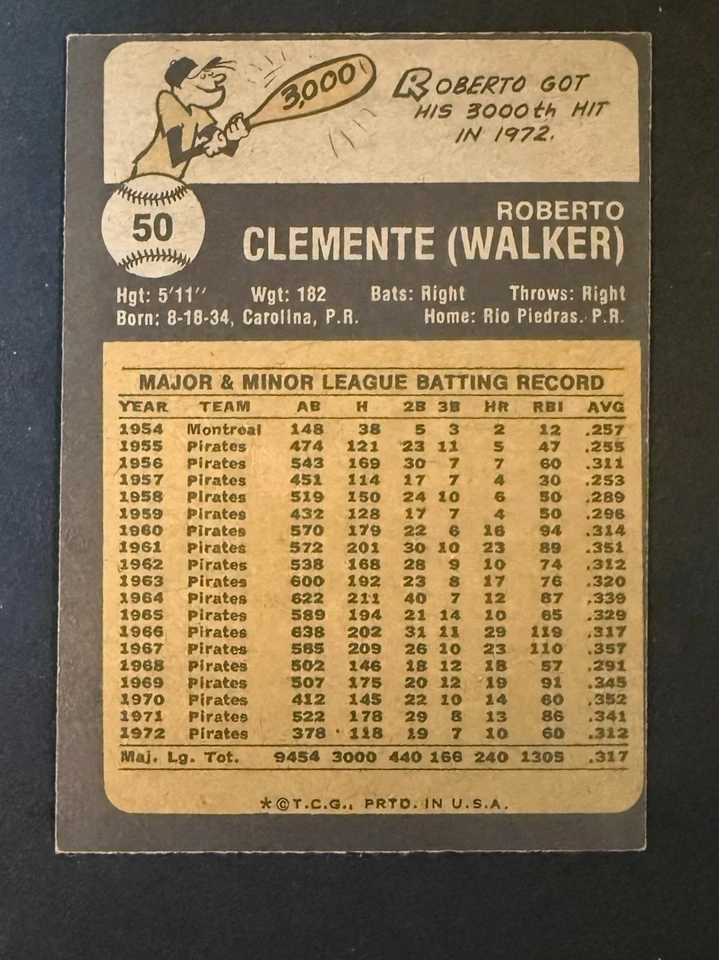 3,000
ROBERTO GOT
HIS 3000th HIT
IN 1972.
50
ROBERTO
CLEMENTE (WALKER)
Hgt: 5'11" Wgt: 182 Bats: Right Throws: Right
Born: 8-18-34, Carolina, P.R. Home: Rio Piedras. P.R.
MAJOR & MINOR LEAGUE BATTING RECORD
YEAR TEAM AB H 2B 3B HR RBI AVG
1954 Montreal 148 38 5 3 2 12 .257
1955 Pirates 474 121 23 11 5 47 .255
1956 Pirates 543 169 30 7 7 60 .311
1957 Pirates 451 114 17 7 4 30 .253
1958 Pirates 519 150 24 10 6 50 .289
1959 Pirates 432 128 17 7 4 50 .296
1960 Pirates 570 179 22 6 16 94 .314
1961 Pirates 572 201 30 10 23 89 .351
1962 Pirates 538 168 28 9 10 74 .312
1963 Pirates 600 192 23 8 17 76 .320
1964 Pirates 622 211 40 7 12 87 .339
1965 Pirates 589 194 21 14 10 65 .329
1966 Pirates 638 202 31 11 29 119 .317
1967 Pirates 585 209 26 10 23 110 .357
1968 Pirates 502 146 18 12 18 57 .291
1969 Pirates 507 175 20 12 19 91 .345
1970 Pirates 412 145 22 10 14 60 .352
1971 Pirates 522 178 29 8 13 86 .341
1972 Pirates 378 118 19 7 10 60 .312
Maj. Lg. Tot. 9454 3000 440 166 240 1305 .317
*©T.C.G., PRTD. IN U.S.A.